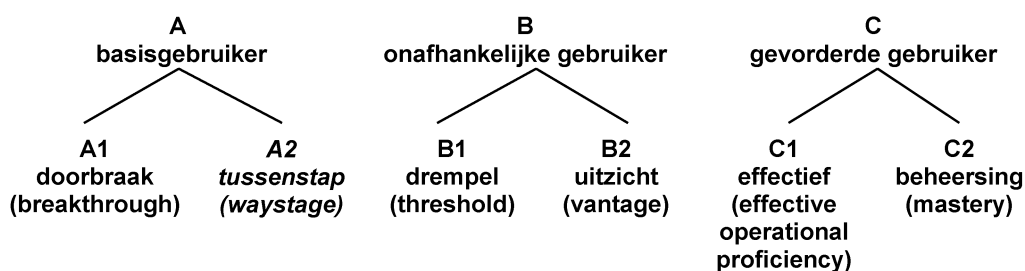 A
basisgebruiker
B
onafhankelijke gebruiker
C
gevorderde gebruiker
A1
doorbraak
(breakthrough)
A2
tussenstap
(waystage)
B1
drempel
(threshold)
B2
uitzicht
(vantage)
C1
effectief
(effective
operational
proficiency)
C2
beheersing
(mastery)